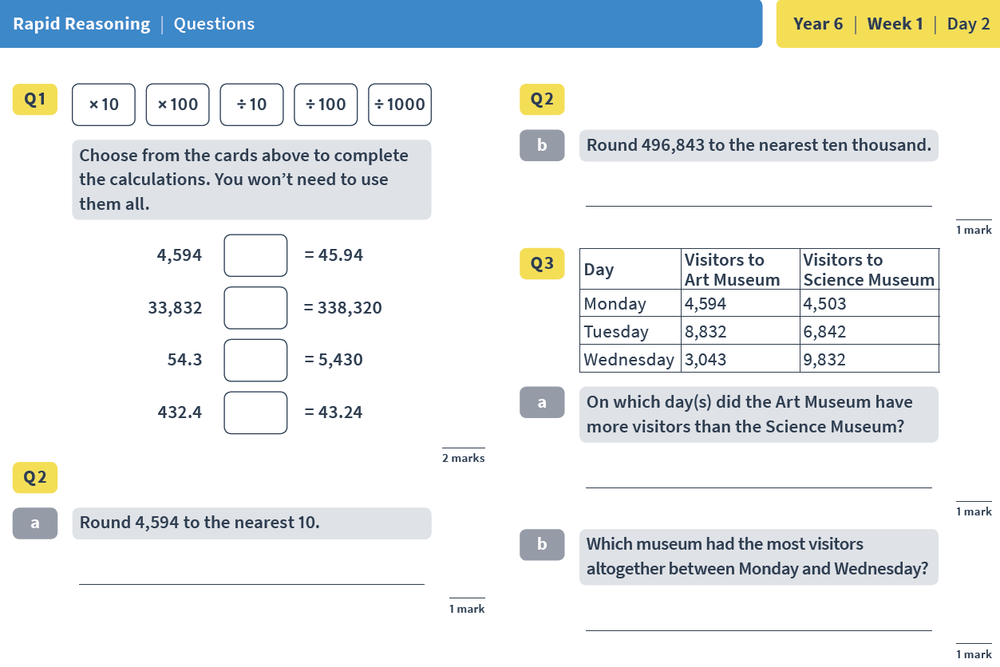 Rapid Reasoning | Questions
Year 6 | Week 1 | Day 2
Q1
×10 ×100 ÷10 ÷100 ÷1000
Choose from the cards above to complete
the calculations. You won’t need to use
them all.
4,594 = 45.94
33,832 = 338,320
54.3 = 5,430
432.4 = 43.24
2 marks
Q2
a Round 4,594 to the nearest 10.
1 mark
Q2
b Round 496,843 to the nearest ten thousand.
1 mark
Q3
Day Visitors to Art Museum Visitors to Science Museum
Monday 4,594 4,503
Tuesday 8,832 6,842
Wednesday 3,043 9,832
a On which day(s) did the Art Museum have
more visitors than the Science Museum?
1 mark
b Which museum had the most visitors
altogether between Monday and Wednesday?
1 mark